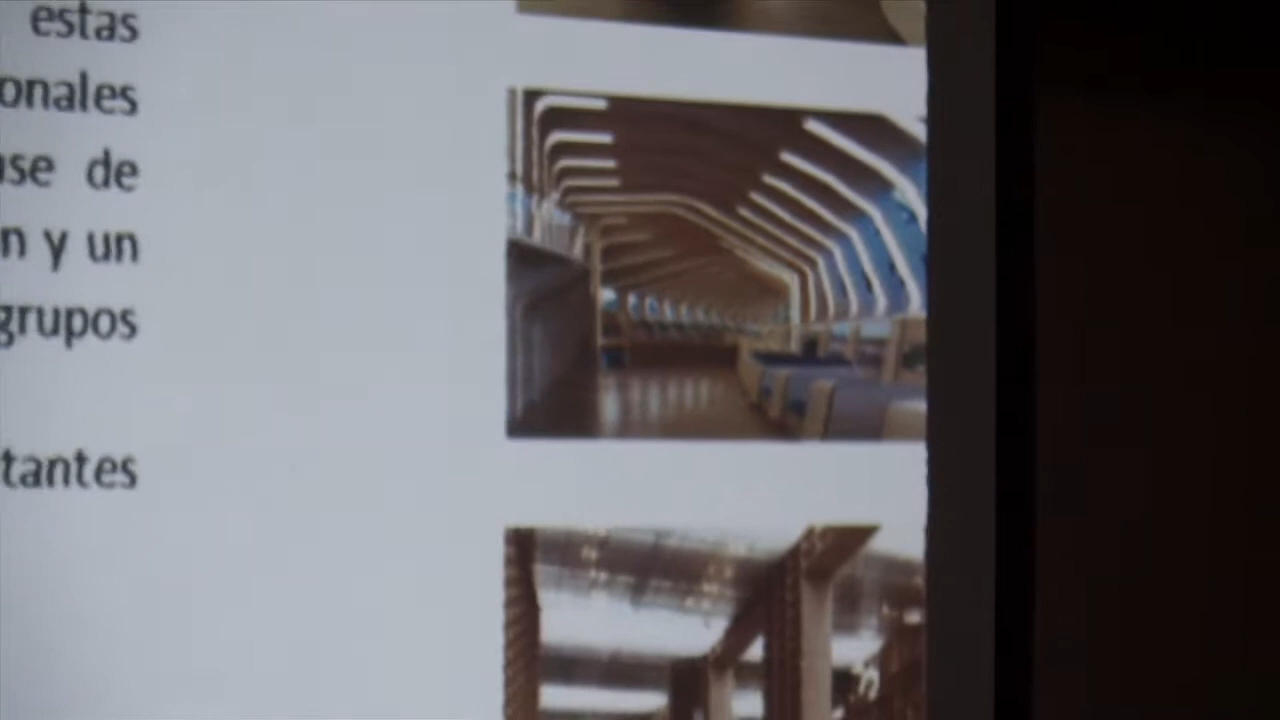 estas
onales
se de
n y un
grupos
tantes